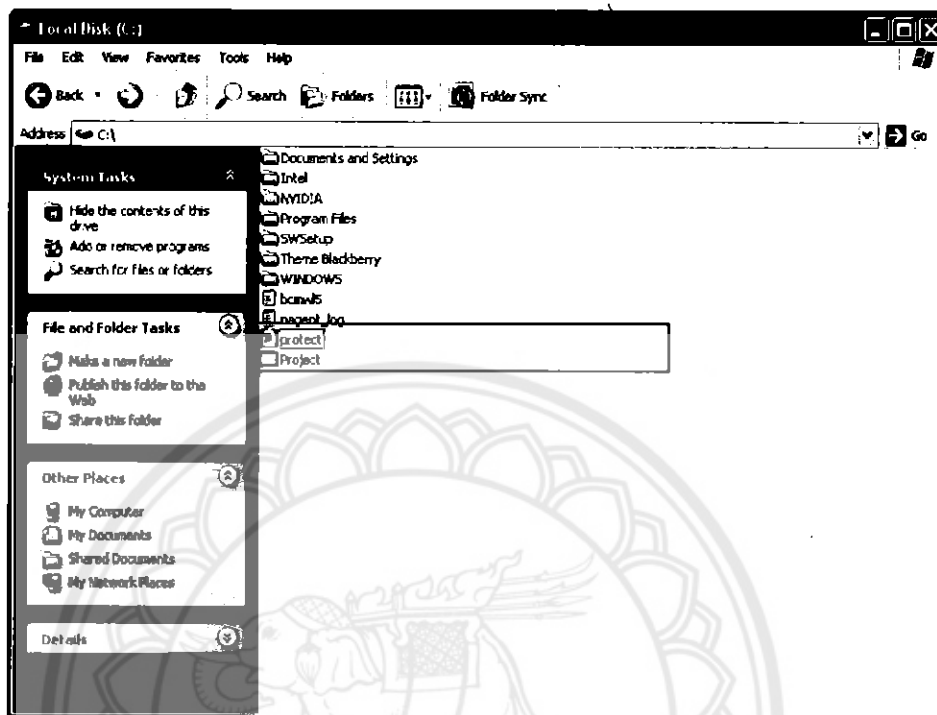 Local Disk (C:)
File Edit View Favorites Tools Help
Back Search Folders Folder Sync
Address C:\ Go
System Tasks
Hide the contents of this
drive
Add or remove programs
Search for files or folders
File and Folder Tasks
Make a new folder
Publish this folder to the
Web
Share this folder
Other Places
My Computer
My Documents
Shared Documents
My Network Places
Details
Documents and Settings
Intel
NVIDIA
Program Files
SWSetup
Theme Blackberry
WINDOWS
bcmwl5
nagent_log
protect
Project